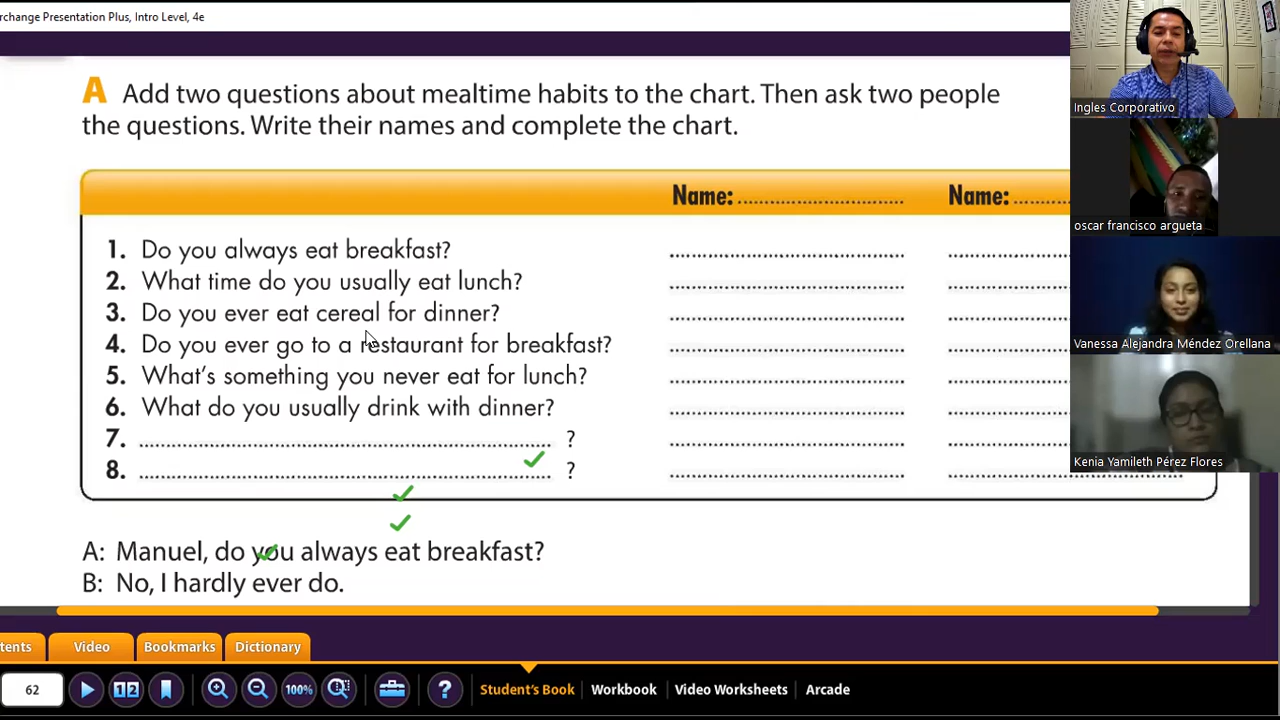 rchange Presentation Plus, Intro Level, 4e
A Add two questions about mealtime habits to the chart. Then ask two people
the questions. Write their names and complete the chart.
Name: Name:
1. Do you always eat breakfast?
2. What time do you usually eat lunch?
3. Do you ever eat cereal for dinner?
4. Do you ever go to a restaurant for breakfast?
5. What's something you never eat for lunch?
6. What do you usually drink with dinner?
7. ?
8. ?
A: Manuel, do you always eat breakfast?
B: No, I hardly ever do.
Ingles Corporativo
oscar francisco argueta
Vanessa Alejandra Méndez Orellana
Kenia Yamileth Pérez Flores
tents Video Bookmarks Dictionary
62 1 2 100% ? Student's Book Workbook Video Worksheets Arcade